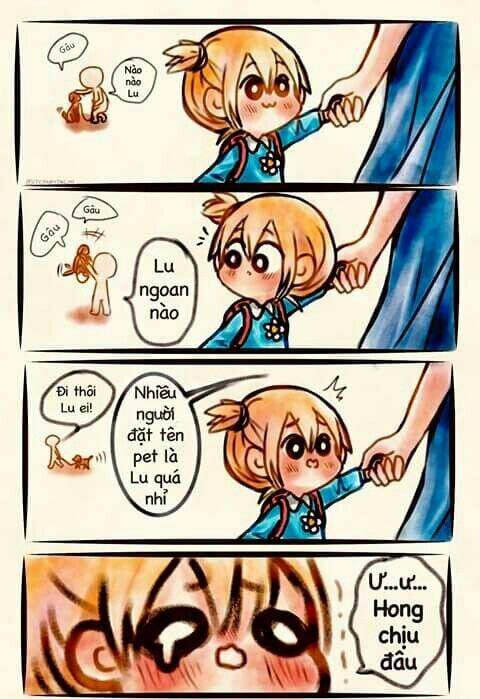 Gâu
Nào
nào
Lu
Gâu
Gâu
Lu
ngoan
nào
Đi thôi
Lu ei!
Nhiều
người
đặt tên
pet là
Lu quá
nhỉ
Ư...ư...
Hong
chịu
đâu